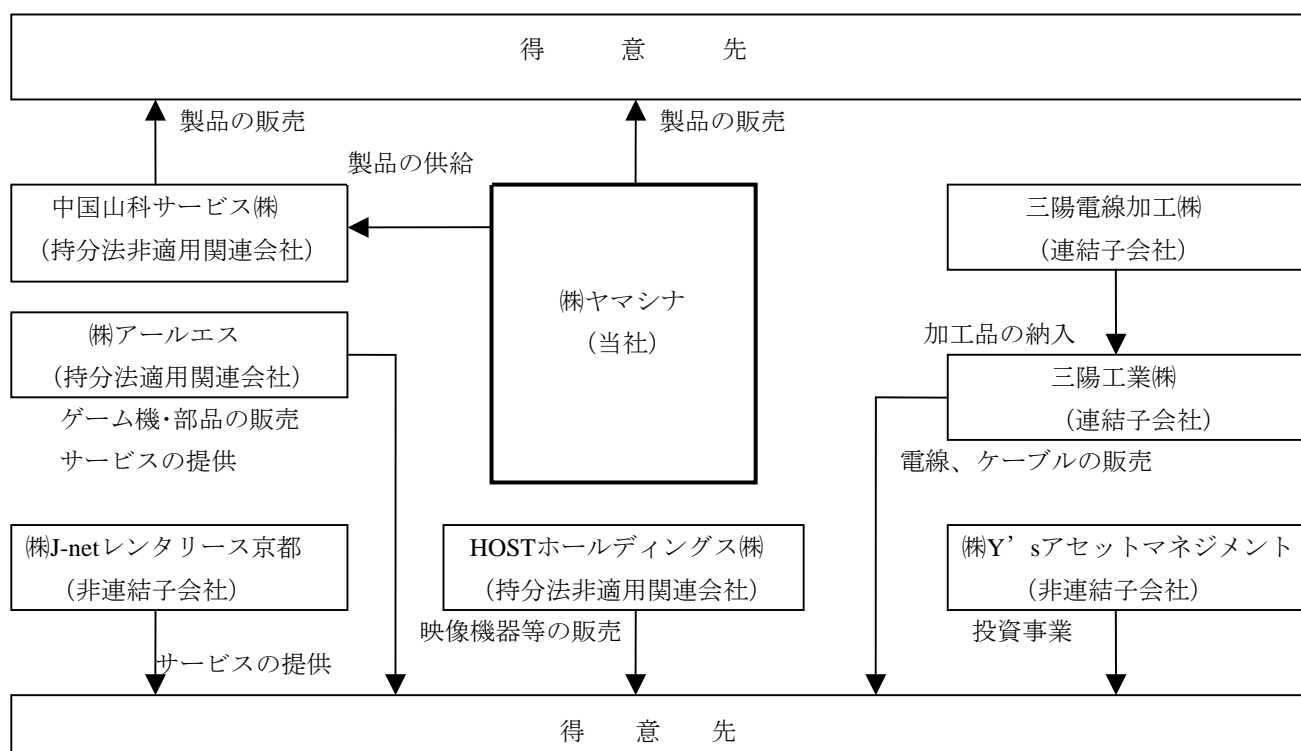 得 意 先
製品の販売
製品の販売
製品の供給
中国山科サービス㈱
（持分法非適用関連会社）
㈱ヤマシナ
（当社）
三陽電線加工㈱
（連結子会社）
㈱アールエス
（持分法適用関連会社）
ゲーム機･部品の販売
サービスの提供
加工品の納入
三陽工業㈱
（連結子会社）
電線、ケーブルの販売
㈱J-netレンタリース京都
（非連結子会社）
サービスの提供
HOSTホールディングス㈱
（持分法非適用関連会社）
映像機器等の販売
㈱Y’sアセットマネジメント
（非連結子会社）
投資事業
得 意 先